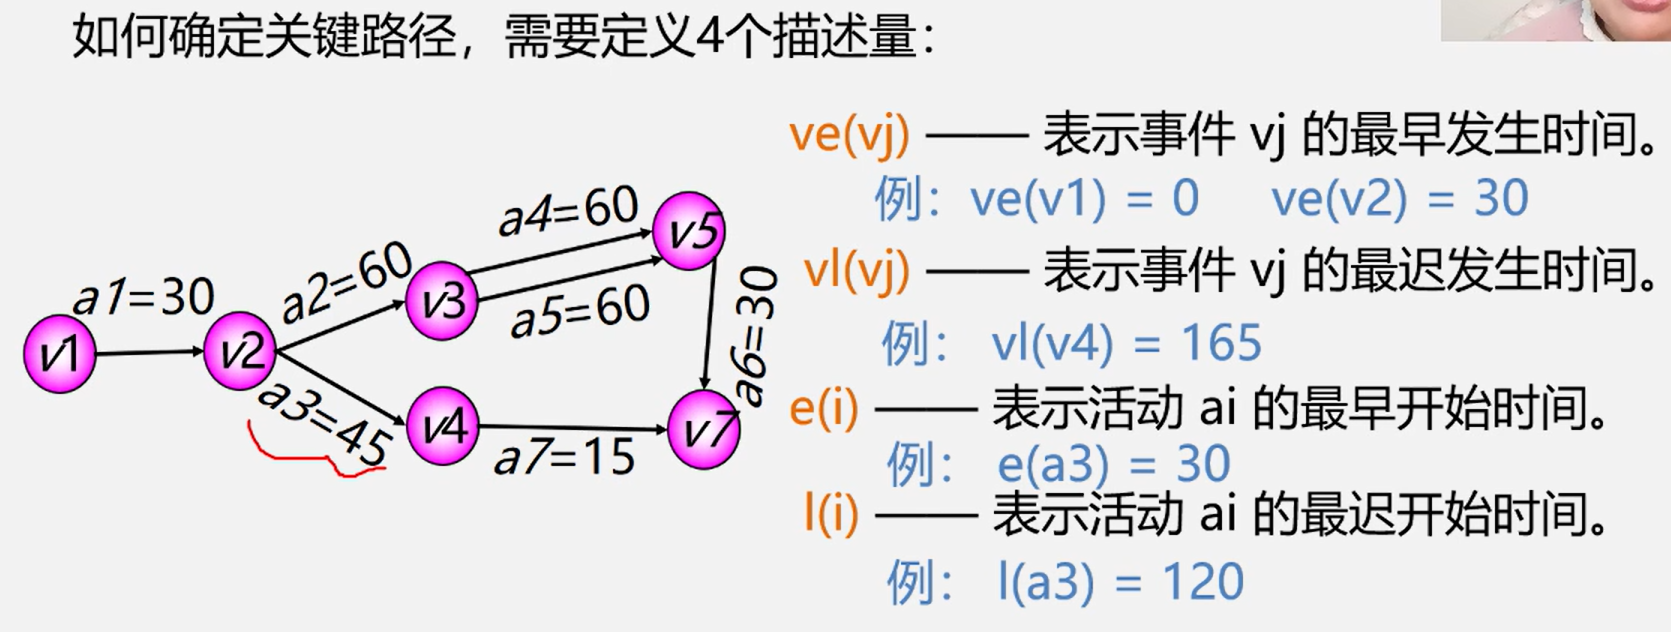 如何确定关键路径，需要定义4个描述量：
ve(vj) —— 表示事件 vj 的最早发生时间。
例：ve(v1) = 0 ve(v2) = 30
vl(vj) —— 表示事件 vj 的最迟发生时间。
例： vl(v4) = 165
e(i) —— 表示活动 ai 的最早开始时间。
例： e(a3) = 30
l(i) —— 表示活动 ai 的最迟开始时间。
例： l(a3) = 120
v1
a1=30
v2
a2=60
a3=45
v3
a4=60
a5=60
v5
v4
a7=15
v7
a6=30